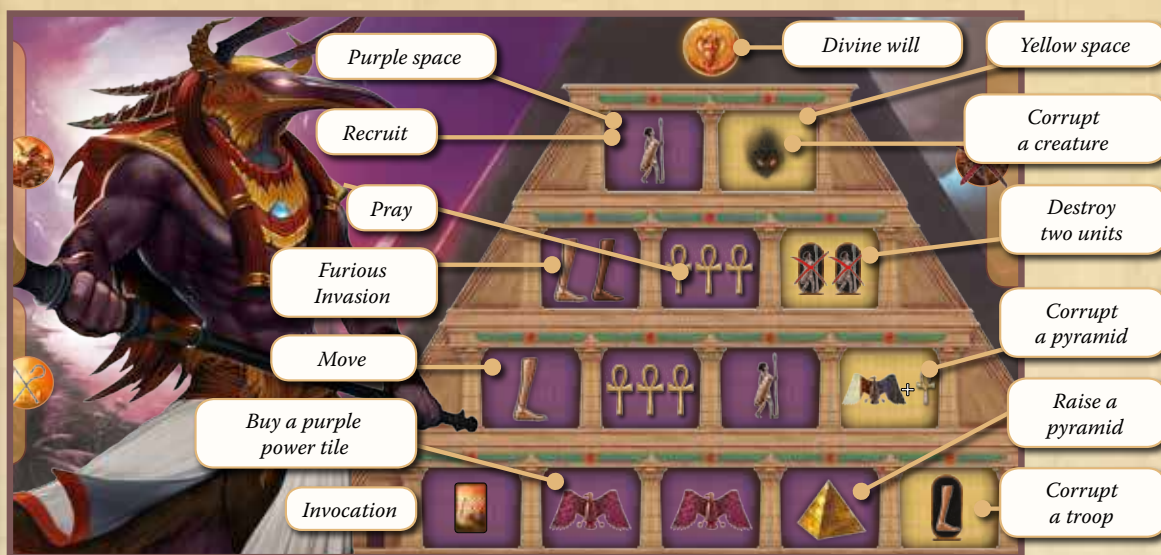 Purple space
Divine will
Yellow space
Recruit
Corrupt
a creature
Pray
Destroy
two units
Furious
Invasion
Corrupt
a pyramid
Move
Raise a
pyramid
Buy a purple
power tile
Invocation
Corrupt
a troop